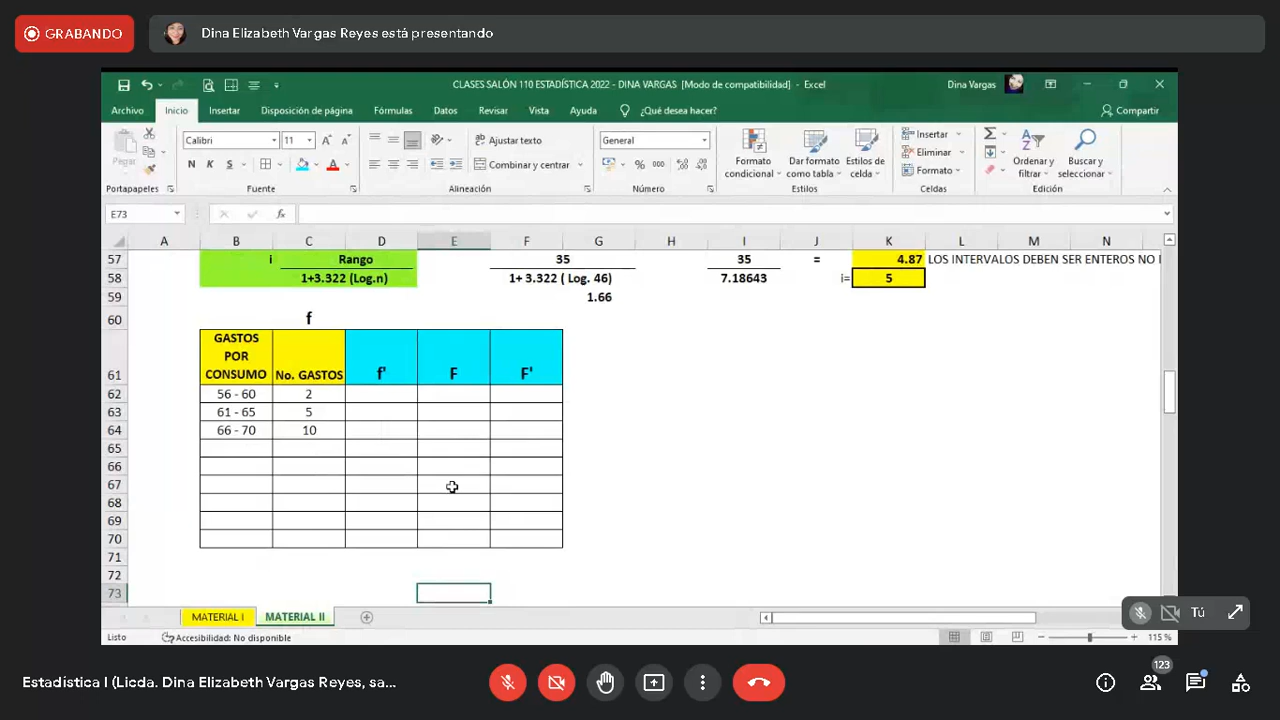 GRABANDO
Dina Elizabeth Vargas Reyes está presentando
CLASES SALÓN 110 ESTADÍSTICA 2022 - DINA VARGAS [Modo de compatibilidad] - Excel
Dina Vargas
Archivo Inicio Insertar Disposición de página Fórmulas Datos Revisar Vista Ayuda ¿Qué desea hacer? Compartir
Pegar
Calibri 11
N K S
Ajustar texto
Combinar y centrar
General
% 000
Formato condicional
Dar formato como tabla
Estilos de celda
Insertar
Eliminar
Formato
Ordenar y filtrar
Buscar y seleccionar
Portapapeles Fuente Alineación Número Estilos Celdas Edición
E73 fx
A B C D E F G H I J K L M N
57 i Rango 35 35 = 4.87 LOS INTERVALOS DEBEN SER ENTEROS NO
58 1+3.322 (Log.n) 1+ 3.322 ( Log. 46) 7.18643 i= 5
59 1.66
60 f
61 GASTOS POR CONSUMO No. GASTOS f' F F'
62 56 - 60 2
63 61 - 65 5
64 66 - 70 10
65
66
67
68
69
70
71
72
73
MATERIAL I MATERIAL II
Listo Accesibilidad: No disponible 115 %
Tú
Estadística I (Licda. Dina Elizabeth Vargas Reyes, sa...
123